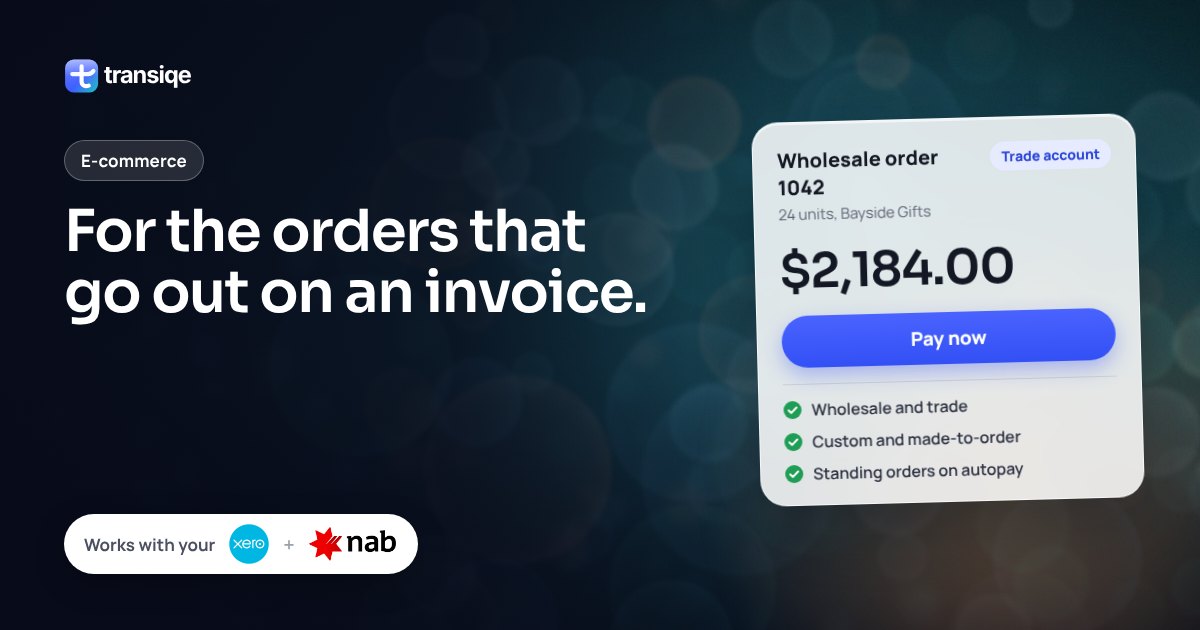 transiqe
E-commerce
For the orders that
go out on an invoice.
Works with your
xero
+
nab
Wholesale order
1042
Trade account
24 units, Bayside Gifts
$2,184.00
Pay now
Wholesale and trade
Custom and made-to-order
Standing orders on autopay